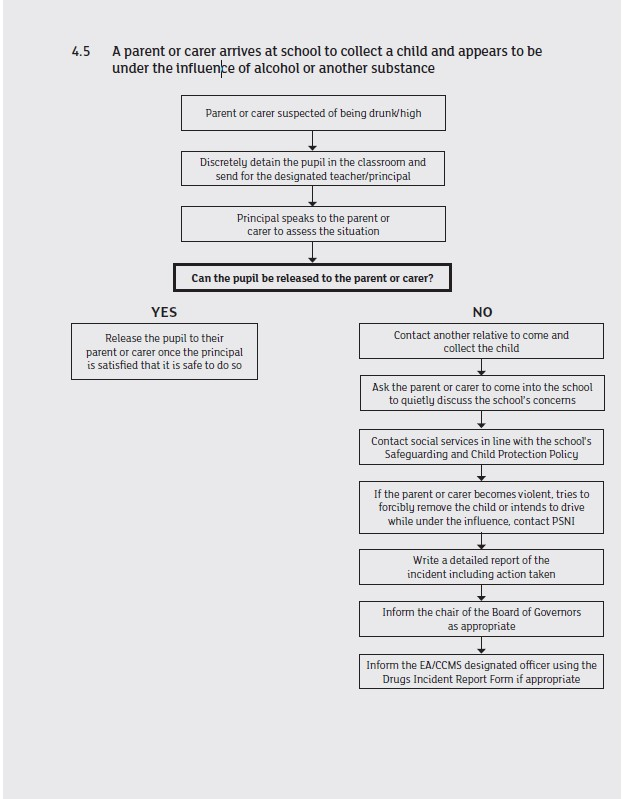 4.5 A parent or carer arrives at school to collect a child and appears to be
under the influence of alcohol or another substance
Parent or carer suspected of being drunk/high
Discretely detain the pupil in the classroom and
send for the designated teacher/principal
Principal speaks to the parent or
carer to assess the situation
Can the pupil be released to the parent or carer?
YES
Release the pupil to their
parent or carer once the principal
is satisfied that it is safe to do so
NO
Contact another relative to come and
collect the child
Ask the parent or carer to come into the school
to quietly discuss the school's concerns
Contact social services in line with the school's
Safeguarding and Child Protection Policy
If the parent or carer becomes violent, tries to
forcibly remove the child or intends to drive
while under the influence, contact PSNI
Write a detailed report of the
incident including action taken
Inform the chair of the Board of Governors
as appropriate
Inform the EA/CCMS designated officer using the
Drugs Incident Report Form if appropriate